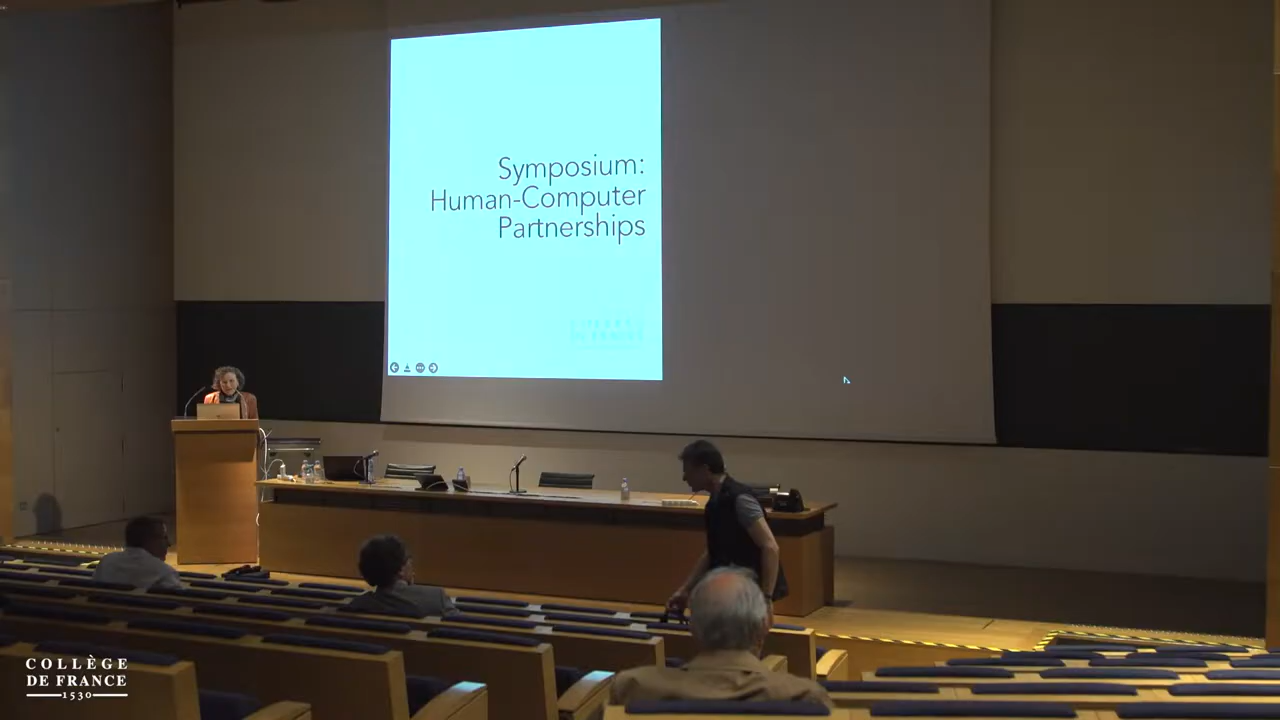 Symposium:
Human-Computer
Partnerships
COLLÈGE
DE FRANCE
1530